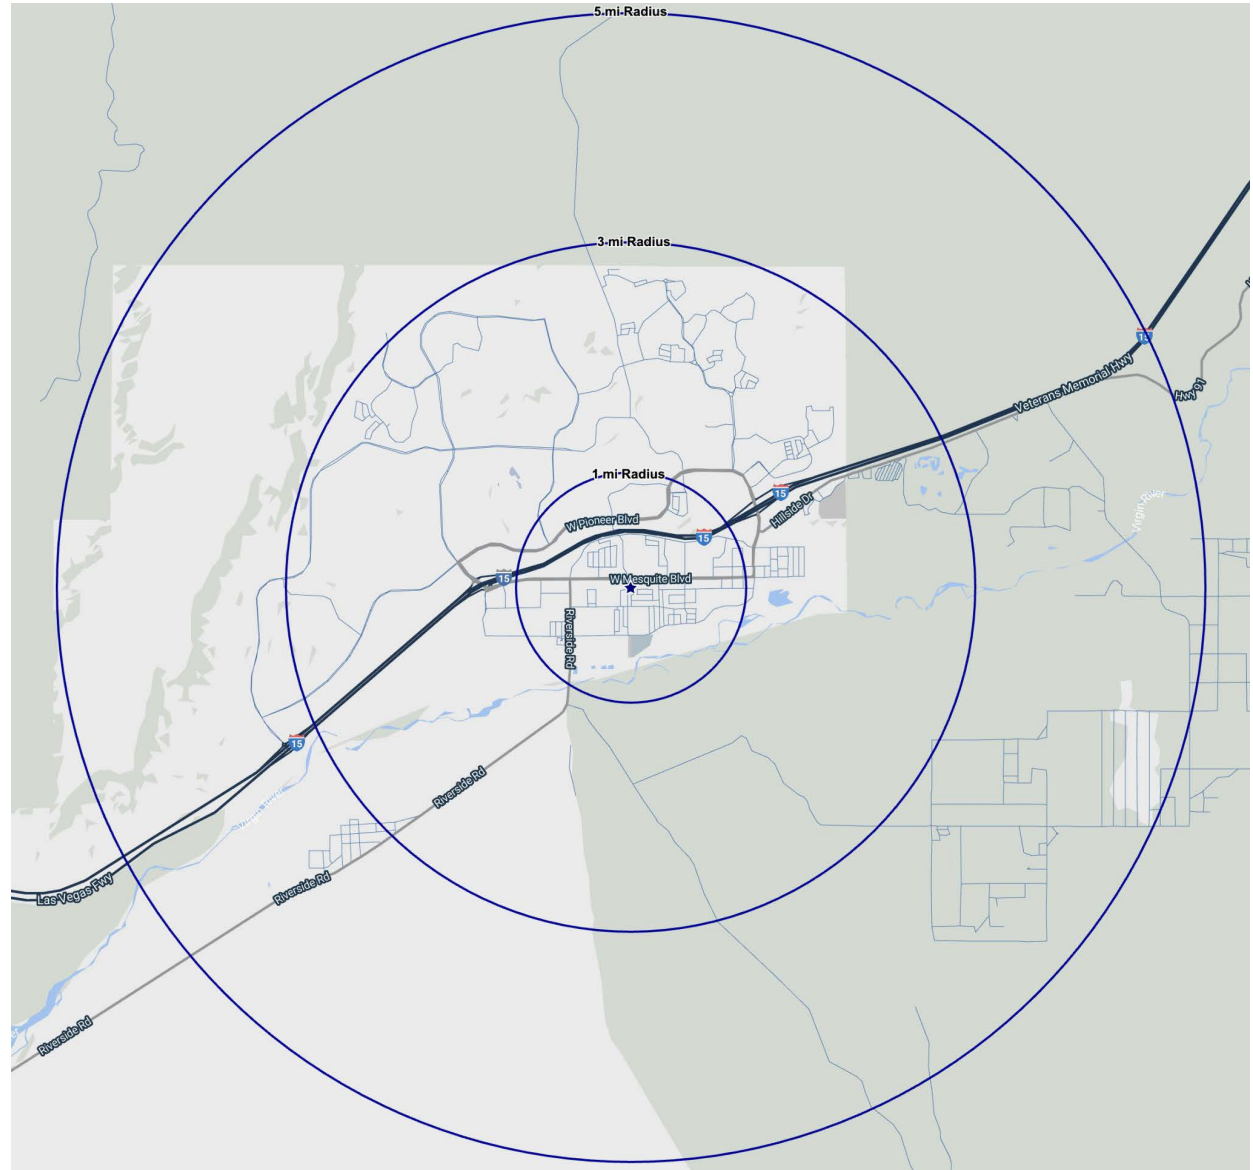 5 mi Radius
3 mi Radius
15
Veterans Memorial Hwy
Hwy 91
1 mi Radius
15
Virgin River
Hillside Dr
W Pioneer Blvd
15
15
W Mesquite Blvd
Riverside Rd
15
Riverside Rd
Virgin River
Las Vegas Fwy
Riverside Rd
Riverside Rd